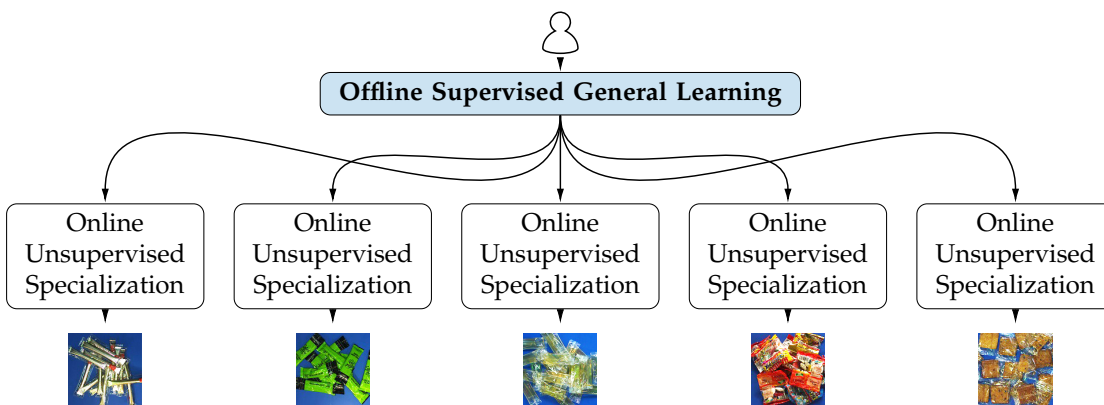 Offline Supervised General Learning
Online
Unsupervised
Specialization
Online
Unsupervised
Specialization
Online
Unsupervised
Specialization
Online
Unsupervised
Specialization
Online
Unsupervised
Specialization